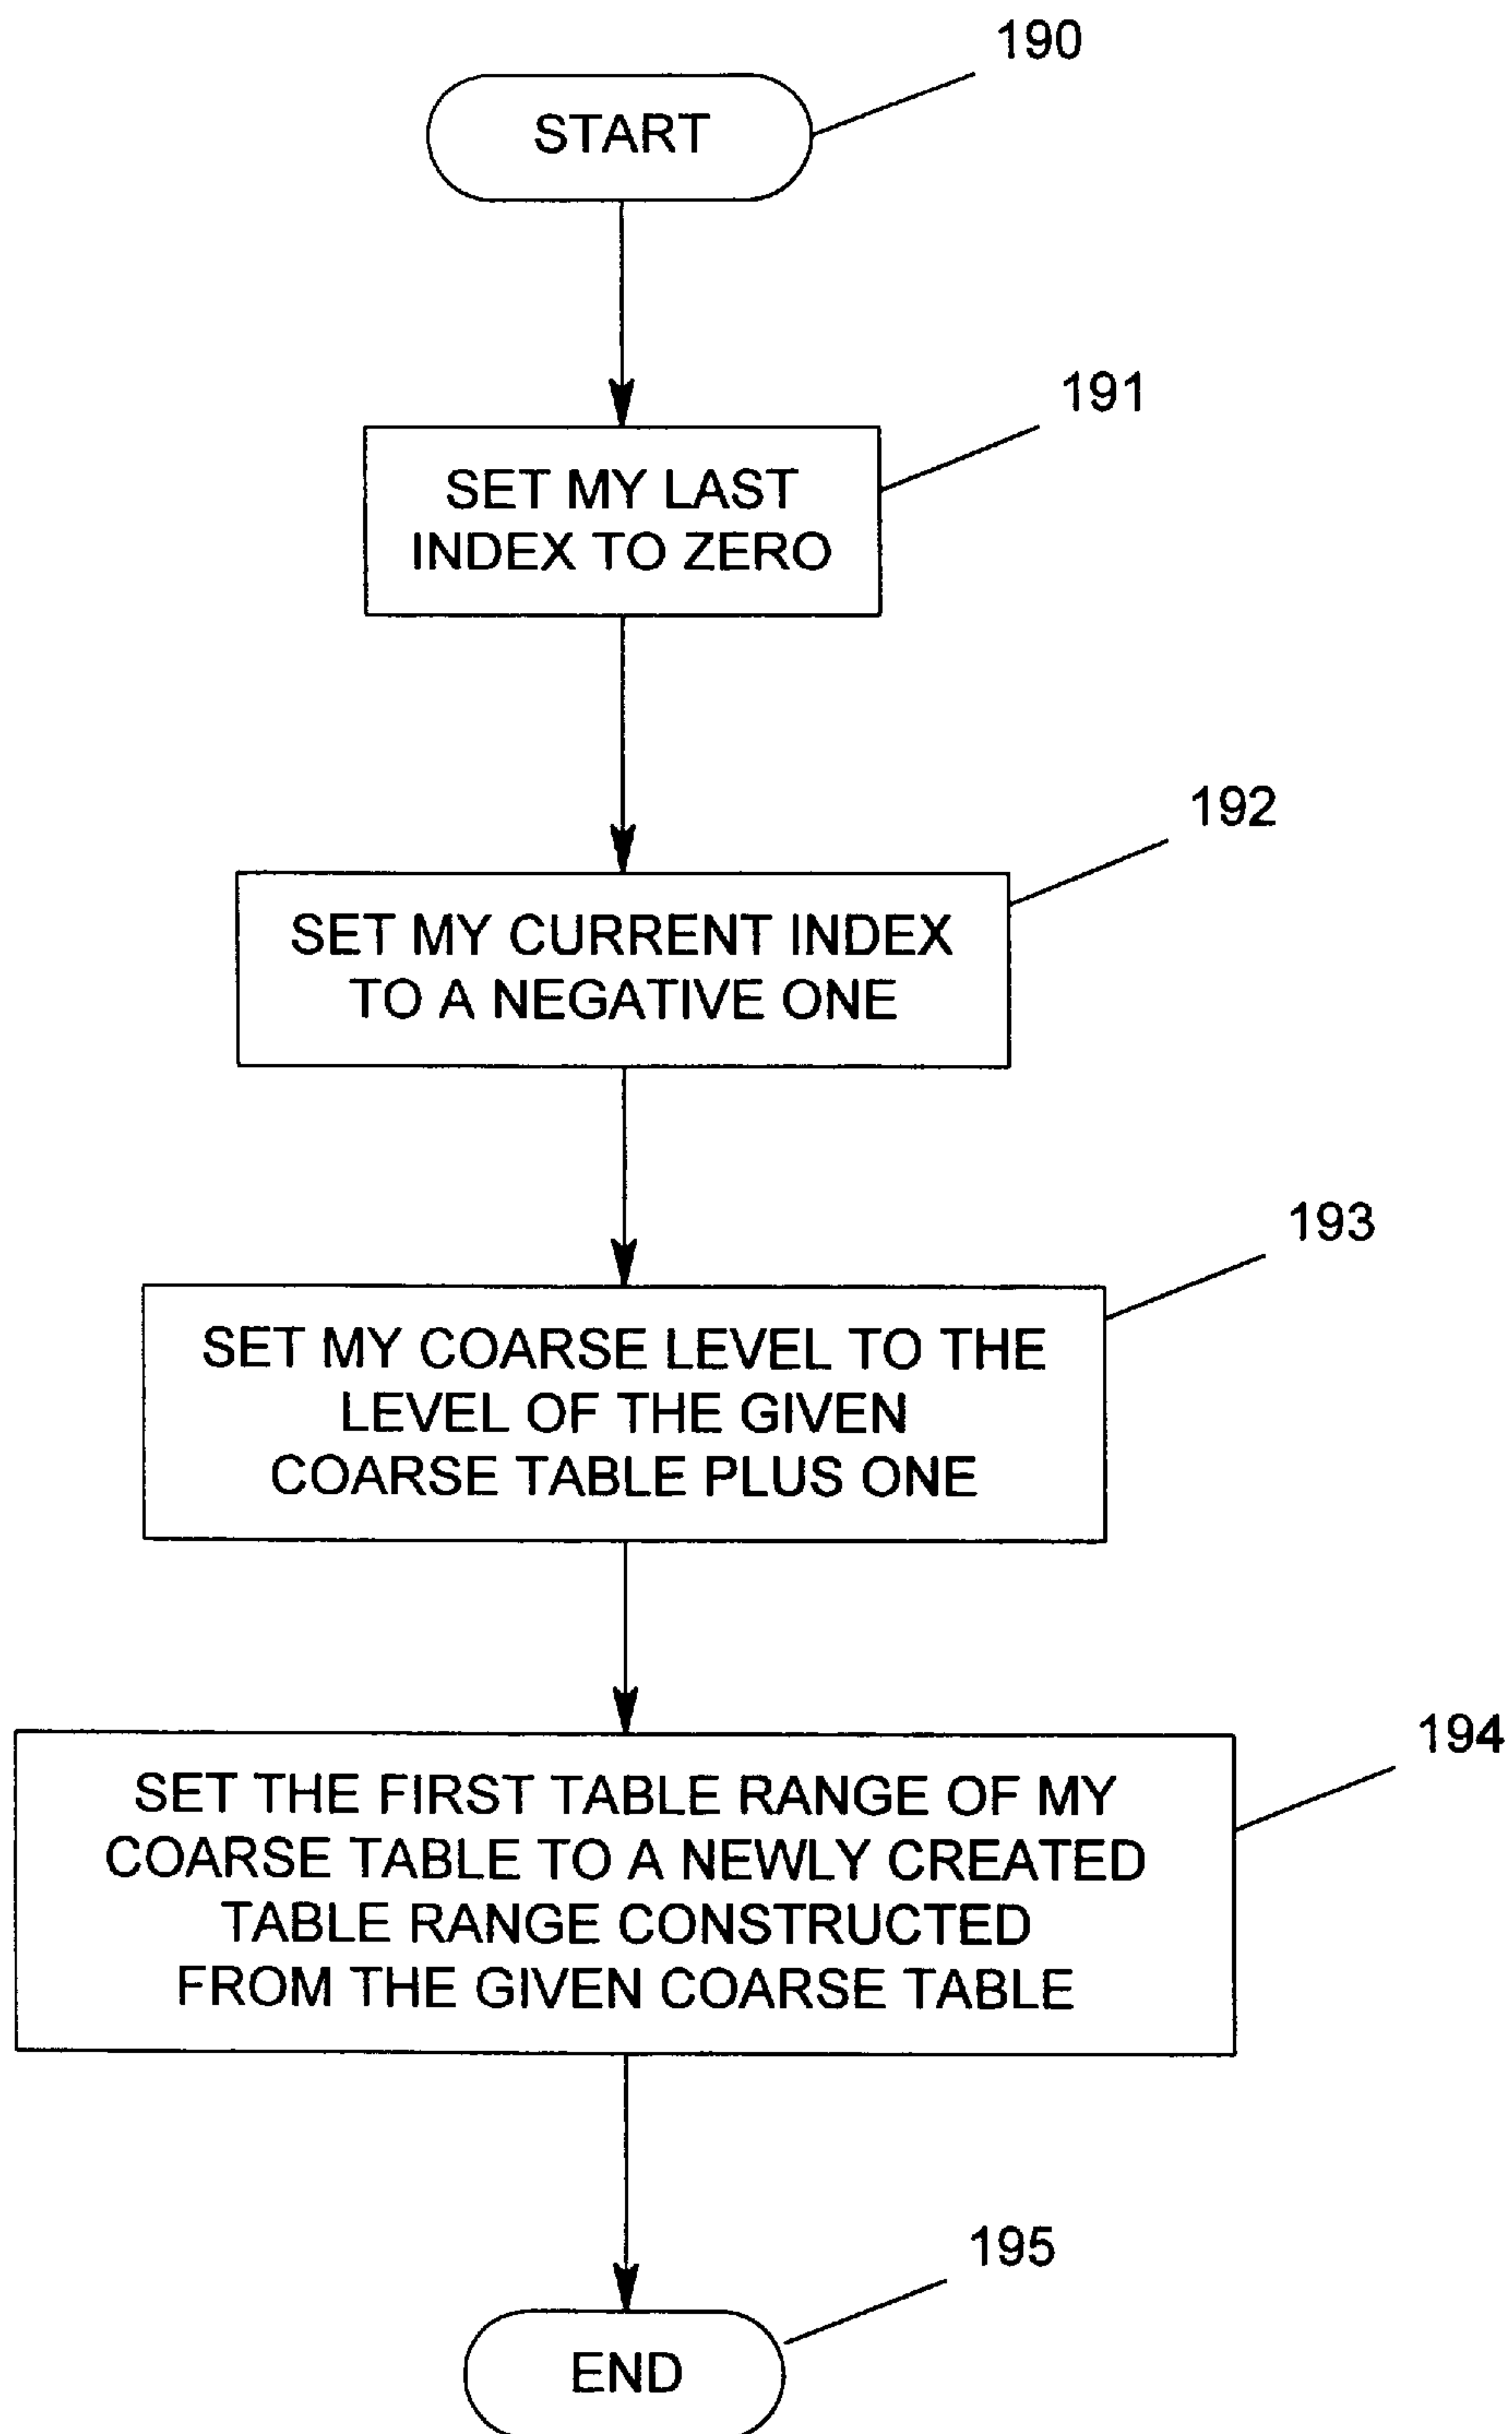 190
START
191
SET MY LAST
INDEX TO ZERO
192
SET MY CURRENT INDEX
TO A NEGATIVE ONE
193
SET MY COARSE LEVEL TO THE
LEVEL OF THE GIVEN
COARSE TABLE PLUS ONE
194
SET THE FIRST TABLE RANGE OF MY
COARSE TABLE TO A NEWLY CREATED
TABLE RANGE CONSTRUCTED
FROM THE GIVEN COARSE TABLE
195
END